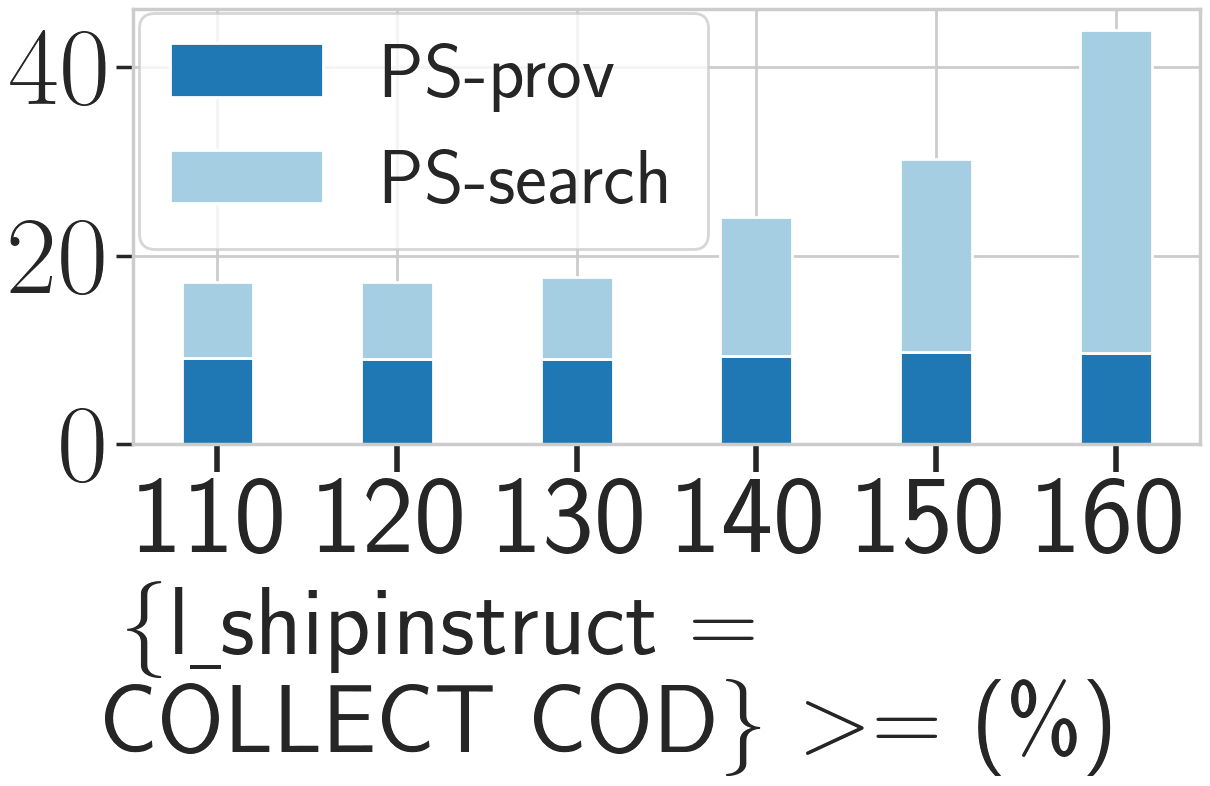 40
20
0
PS-prov
PS-search
110 120 130 140 150 160
{l_shipinstruct =
COLLECT COD} >= (%)